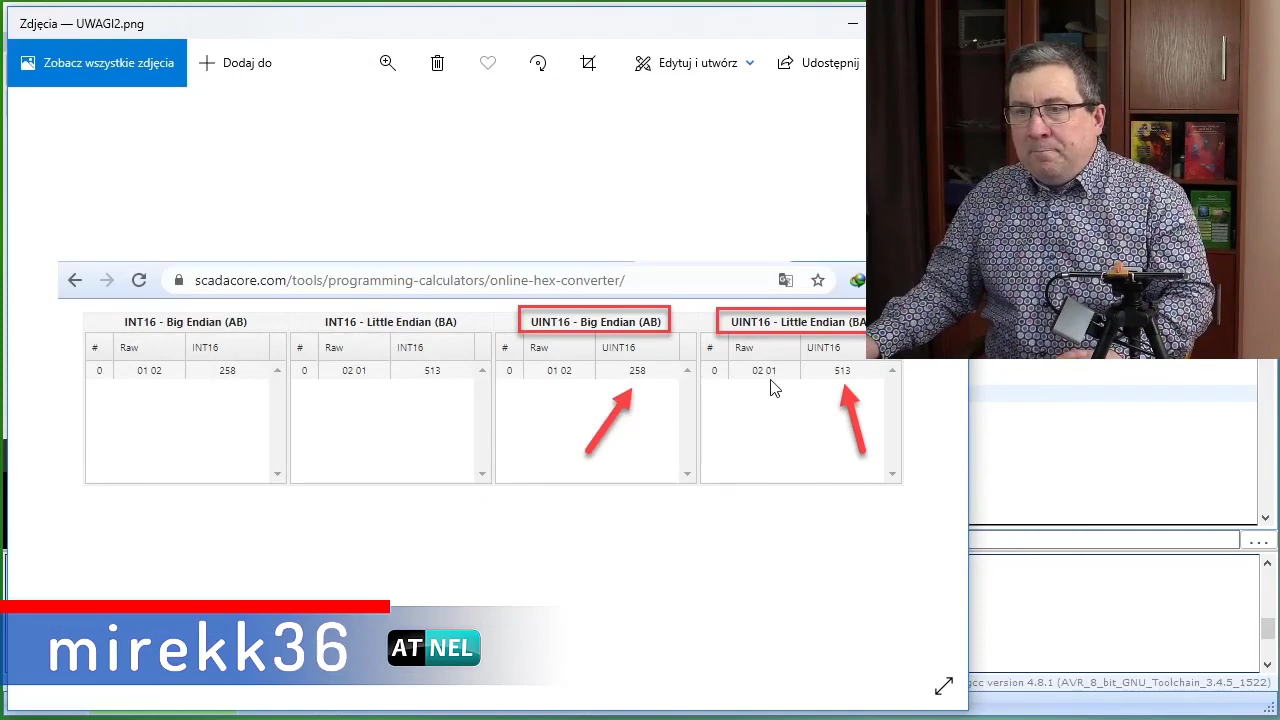 Zdjęcia — UWAGI2.png
Zobacz wszystkie zdjęcia
Dodaj do
Edytuj i utwórz
Udostępnij
scadacore.com/tools/programming-calculators/online-hex-converter/
INT16 - Big Endian (AB) INT16 - Little Endian (BA) UINT16 - Big Endian (AB) UINT16 - Little Endian (BA
# Raw INT16 # Raw INT16 # Raw UINT16 # Raw UINT16
0 01 02 258 0 02 01 513 0 01 02 258 0 02 01 513
...
mirekk36 ATNEL
gcc version 4.8.1 (AVR_8_bit_GNU_Toolchain_3.4.5_1522)